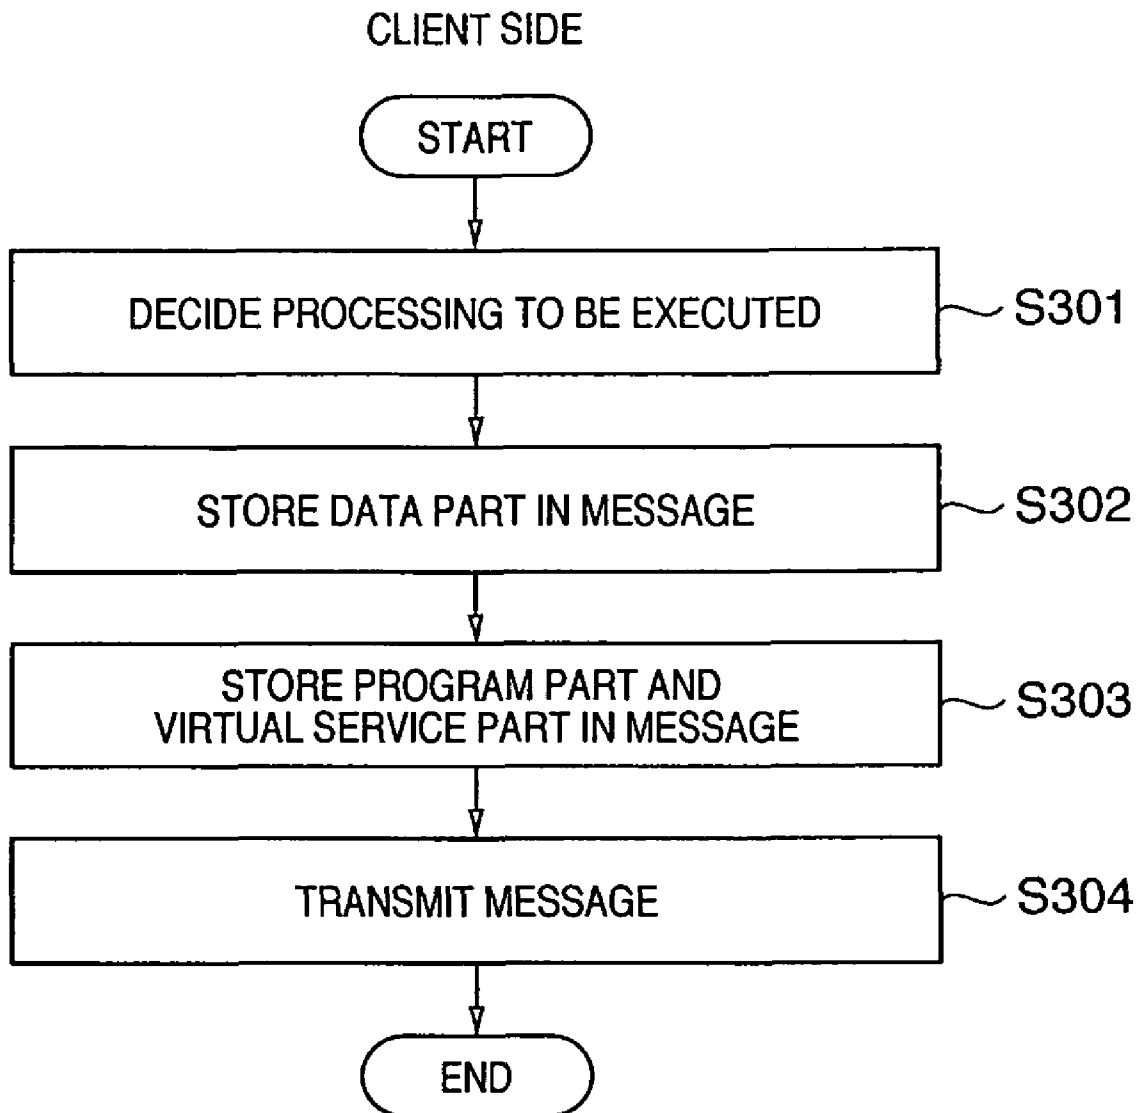 CLIENT SIDE
START
DECIDE PROCESSING TO BE EXECUTED
S301
STORE DATA PART IN MESSAGE
S302
STORE PROGRAM PART AND
VIRTUAL SERVICE PART IN MESSAGE
S303
TRANSMIT MESSAGE
S304
END